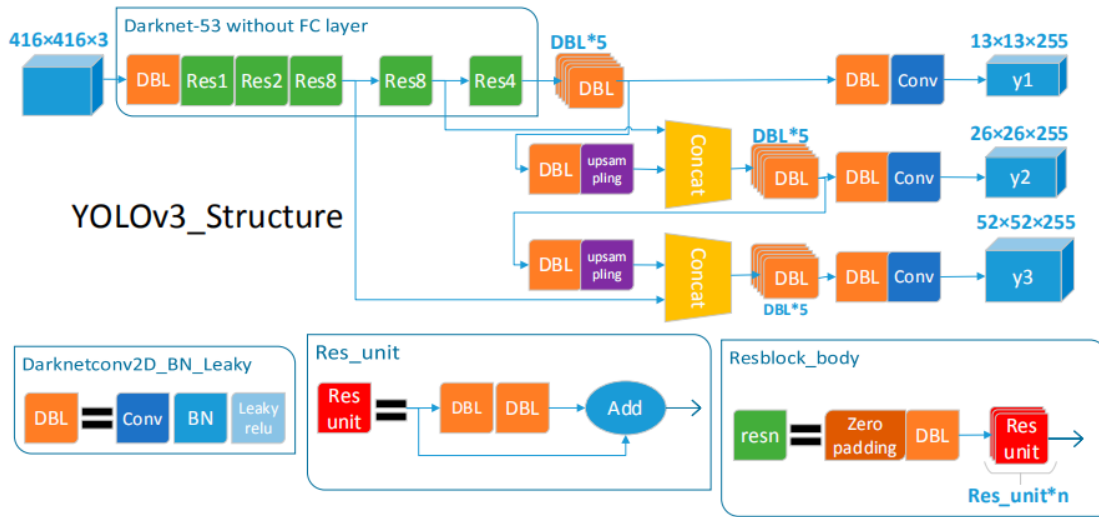 Darknet-53 without FC layer
416×416×3
DBL
Res1
Res2
Res8
Res8
Res4
DBL*5
DBL
DBL
Conv
13×13×255
y1
DBL
upsam
pling
Concat
DBL*5
DBL
DBL
Conv
26×26×255
y2
YOLOv3_Structure
DBL
upsam
pling
Concat
DBL
DBL*5
DBL
Conv
52×52×255
y3
Darknetconv2D_BN_Leaky
DBL
Conv
BN
Leaky
relu
Res_unit
Res
unit
DBL
DBL
Add
Resblock_body
resn
Zero
padding
DBL
Res
unit
Res_unit*n